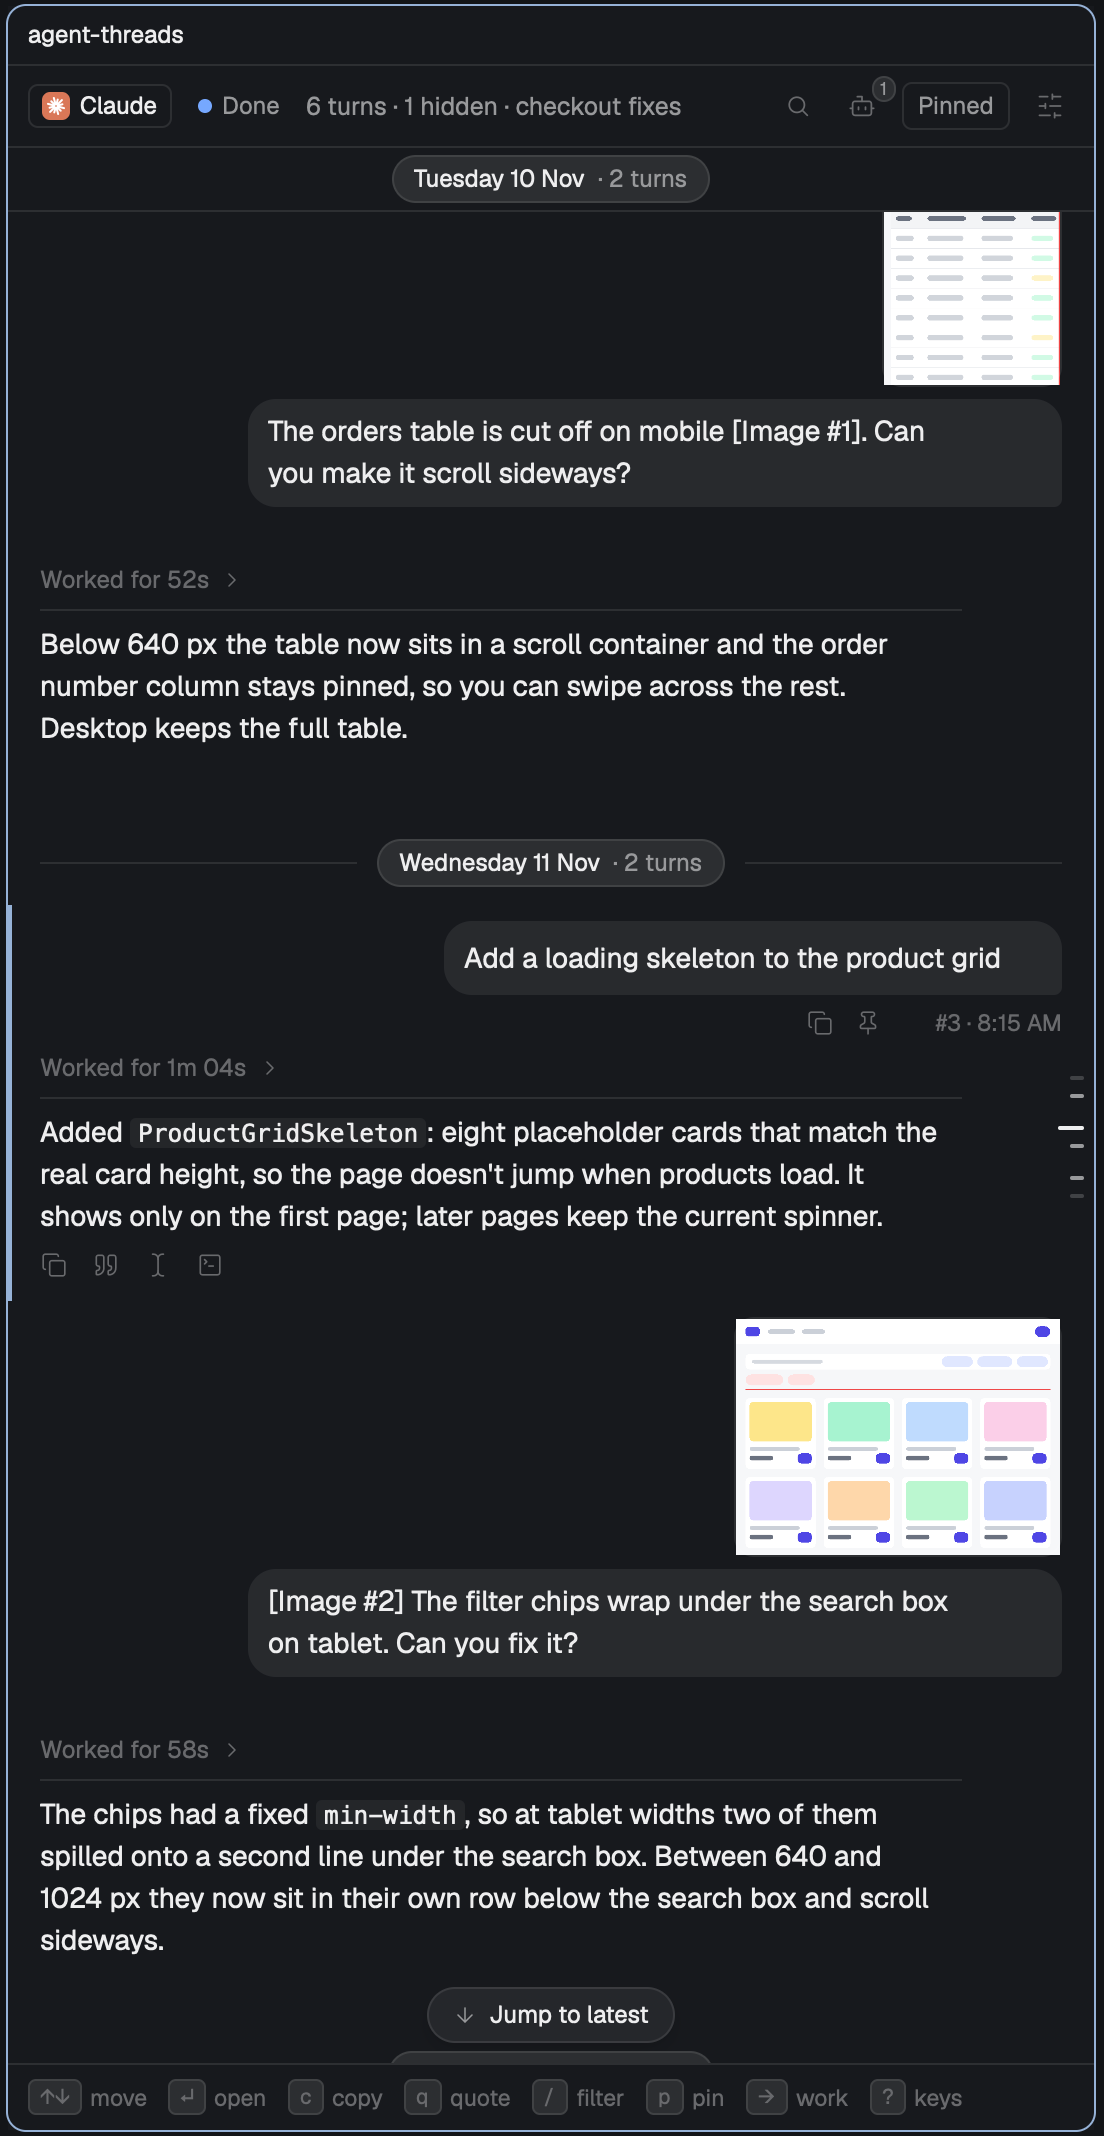 agent-threads
Claude Done 6 turns · 1 hidden · checkout fixes 1 Pinned
Tuesday 10 Nov · 2 turns
The orders table is cut off on mobile [Image #1]. Can
you make it scroll sideways?
Worked for 52s
Below 640 px the table now sits in a scroll container and the order
number column stays pinned, so you can swipe across the rest.
Desktop keeps the full table.
Wednesday 11 Nov · 2 turns
Add a loading skeleton to the product grid
#3 · 8:15 AM
Worked for 1m 04s
Added ProductGridSkeleton: eight placeholder cards that match the
real card height, so the page doesn't jump when products load. It
shows only on the first page; later pages keep the current spinner.
[Image #2] The filter chips wrap under the search box
on tablet. Can you fix it?
Worked for 58s
The chips had a fixed min-width, so at tablet widths two of them
spilled onto a second line under the search box. Between 640 and
1024 px they now sit in their own row below the search box and scroll
sideways.
↓ Jump to latest
↑↓ move ↵ open c copy q quote / filter p pin → work ? keys